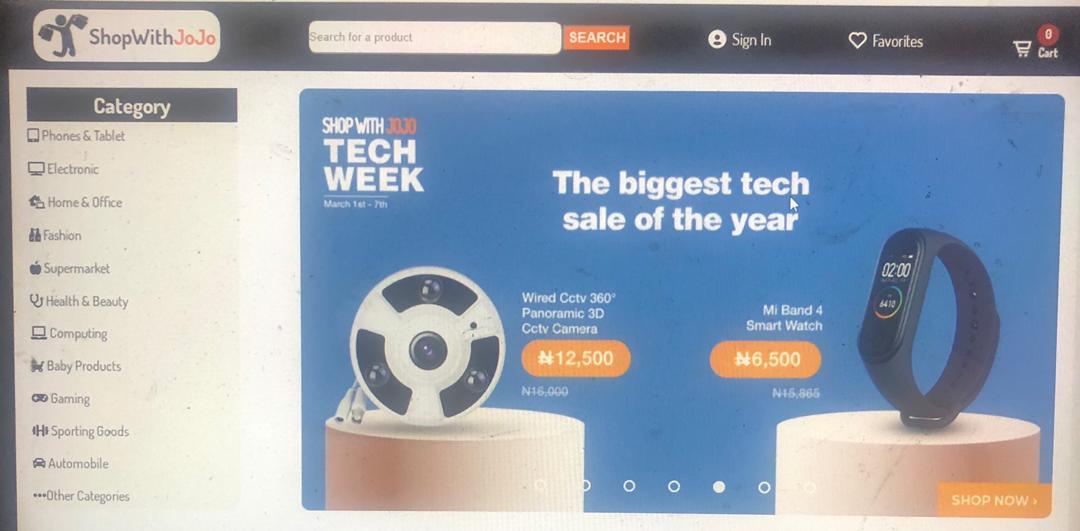 ShopWithJoJo
Search for a product
SEARCH
Sign In
Favorites
0
Cart
Category
Phones & Tablet
Electronic
Home & Office
Fashion
Supermarket
Health & Beauty
Computing
Baby Products
Gaming
Sporting Goods
Automobile
Other Categories
SHOP WITH JOJO
TECH
WEEK
March 1st - 7th
The biggest tech
sale of the year
Wired Cctv 360°
Panoramic 3D
Cctv Camera
₦12,500
₦16,000
Mi Band 4
Smart Watch
₦6,500
₦15,865
02:00
6410
SHOP NOW ›